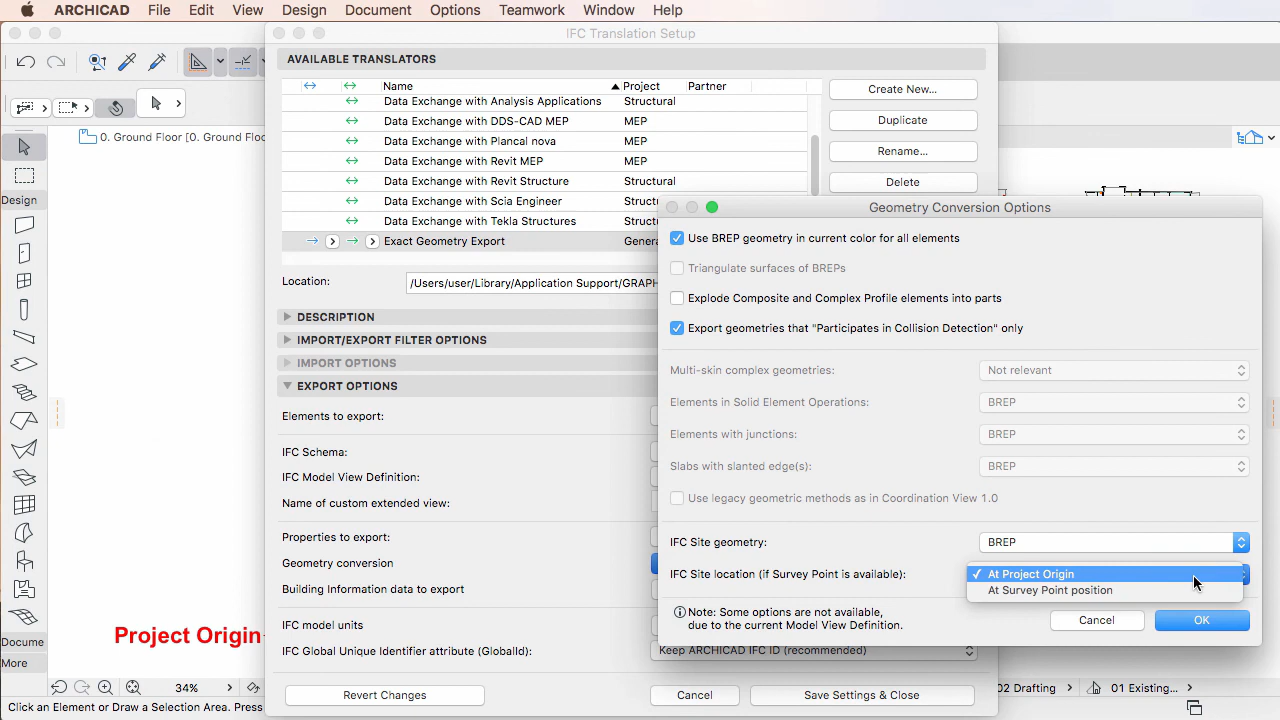 ARCHICAD File Edit View Design Document Options Teamwork Window Help
IFC Translation Setup
AVAILABLE TRANSLATORS
Name Project Partner
Data Exchange with Analysis Applications Structural
Data Exchange with DDS-CAD MEP MEP
Data Exchange with Plancal nova MEP
Data Exchange with Revit MEP MEP
Data Exchange with Revit Structure Structural
Data Exchange with Scia Engineer
Data Exchange with Tekla Structures
Exact Geometry Export
Create New...
Duplicate
Rename...
Delete
0. Ground Floor [0. Ground Floo
Design
Location: /Users/user/Library/Application Support/GRAPH
DESCRIPTION
IMPORT/EXPORT FILTER OPTIONS
IMPORT OPTIONS
EXPORT OPTIONS
Elements to export:
IFC Schema:
IFC Model View Definition:
Name of custom extended view:
Properties to export:
Geometry conversion
Building Information data to export
IFC model units
IFC Global Unique Identifier attribute (GlobalId): Keep ARCHICAD IFC ID (recommended)
Revert Changes Cancel Save Settings & Close
Geometry Conversion Options
Use BREP geometry in current color for all elements
Triangulate surfaces of BREPs
Explode Composite and Complex Profile elements into parts
Export geometries that "Participates in Collision Detection" only
Multi-skin complex geometries: Not relevant
Elements in Solid Element Operations: BREP
Elements with junctions: BREP
Slabs with slanted edge(s): BREP
Use legacy geometric methods as in Coordination View 1.0
IFC Site geometry: BREP
IFC Site location (if Survey Point is available): ✓ At Project Origin
At Survey Point position
Note: Some options are not available,
due to the current Model View Definition.
Cancel OK
Project Origin
Docume
More
34%
02 Drafting 01 Existing...
Click an Element or Draw a Selection Area. Press